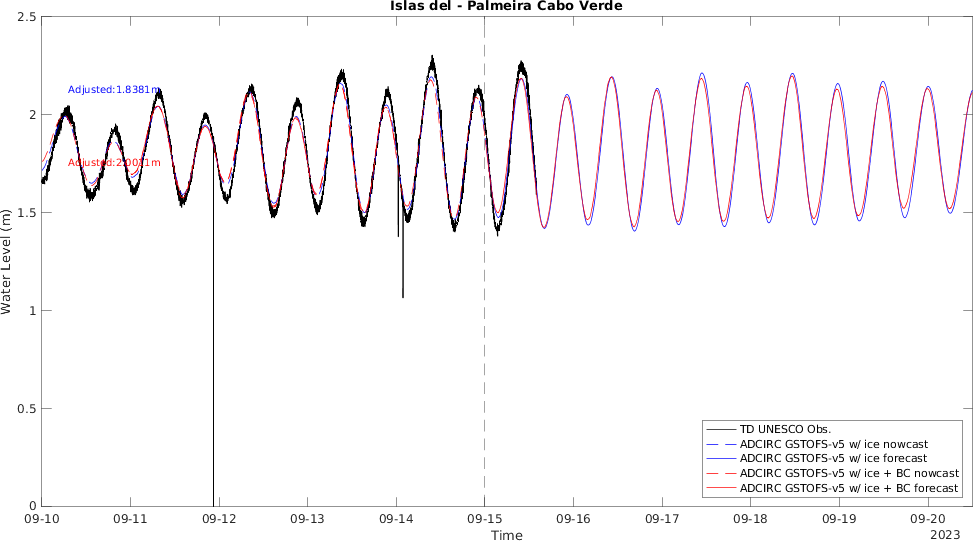 Islas del - Palmeira Cabo Verde
2.5
2
1.5
1
0.5
0
Water Level (m)
Adjusted:1.8381m
Adjusted:2.0011m
TD UNESCO Obs.
ADCIRC GSTOFS-v5 w/ ice nowcast
ADCIRC GSTOFS-v5 w/ ice forecast
ADCIRC GSTOFS-v5 w/ ice + BC nowcast
ADCIRC GSTOFS-v5 w/ ice + BC forecast
09-10 09-11 09-12 09-13 09-14 09-15 09-16 09-17 09-18 09-19 09-20
Time
2023